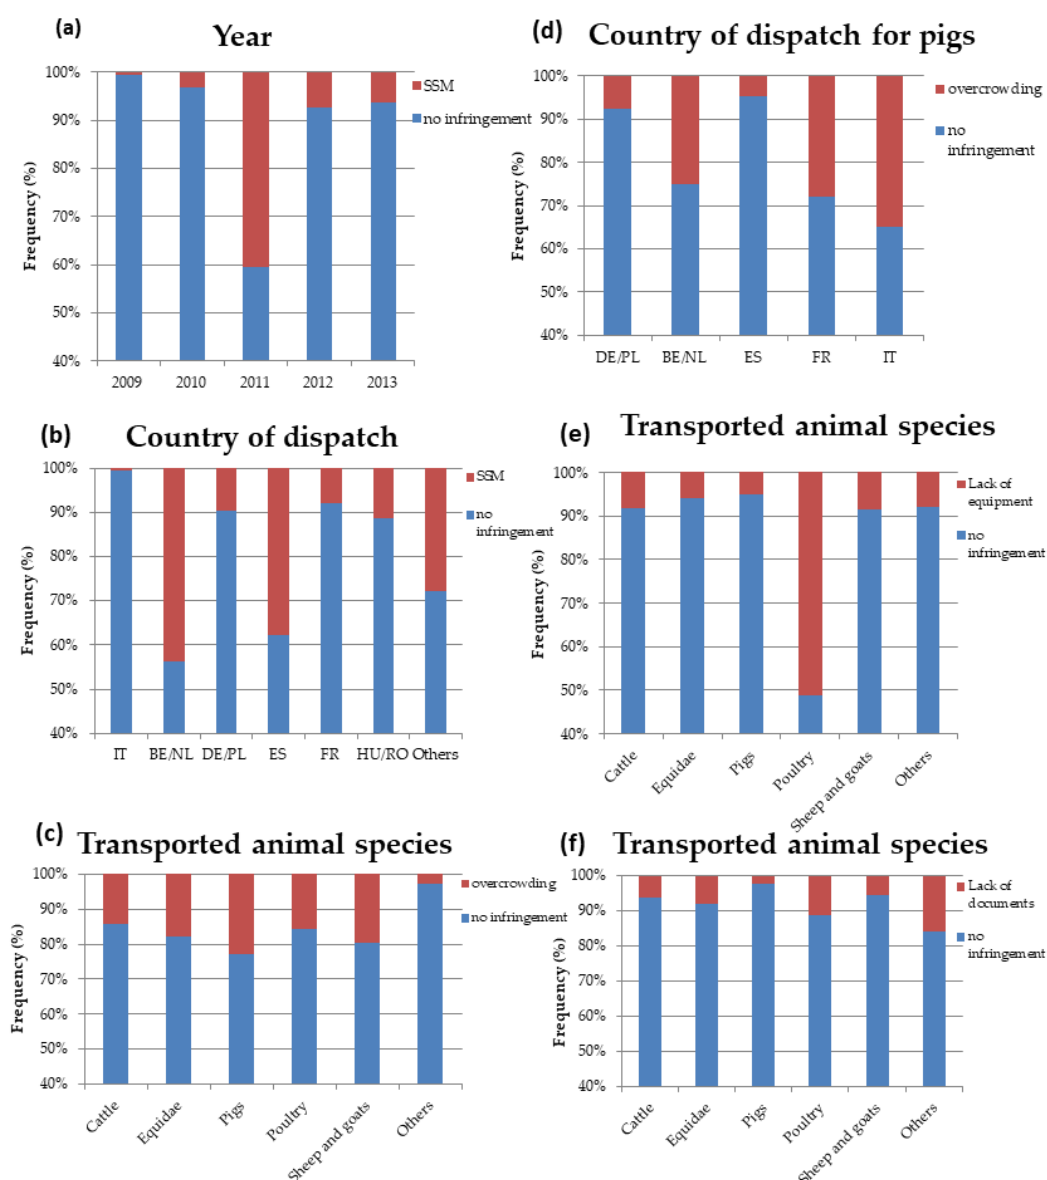 (a)
Year
100%
90%
80%
70%
60%
50%
40%
Frequency (%)
2009 2010 2011 2012 2013
SSM
no infringement
(b)
Country of dispatch
100%
90%
80%
70%
60%
50%
40%
Frequency (%)
IT BE/NL DE/PL ES FR HU/RO Others
SSM
no
infringement
(c)
Transported animal species
100%
90%
80%
70%
60%
50%
40%
Frequency (%)
Cattle
Equidae
Pigs
Poultry
Sheep and goats
Others
overcrowding
no infringement
(d)
Country of dispatch for pigs
100%
90%
80%
70%
60%
50%
40%
Frequency (%)
DE/PL BE/NL ES FR IT
overcrowding
no
infringement
(e)
Transported animal species
100%
90%
80%
70%
60%
50%
40%
Frequency (%)
Cattle
Equidae
Pigs
Poultry
Sheep and goats
Others
Lack of
equipment
no
infringement
(f)
Transported animal species
100%
90%
80%
70%
60%
50%
40%
Frequency (%)
Cattle
Equidae
Pigs
Poultry
Sheep and goats
Others
Lack of
documents
no
infringement